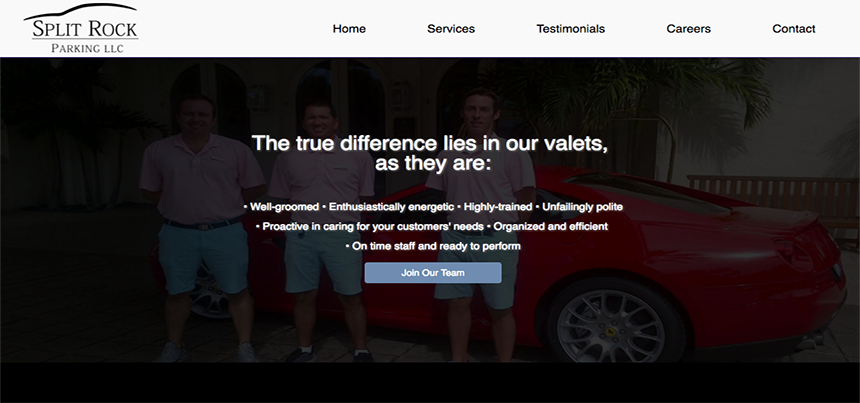 SPLIT ROCK
PARKING LLC
Home Services Testimonials Careers Contact
The true difference lies in our valets,
as they are:
• Well-groomed • Enthusiastically energetic • Highly-trained • Unfailingly polite
• Proactive in caring for your customers' needs • Organized and efficient
• On time staff and ready to perform
Join Our Team